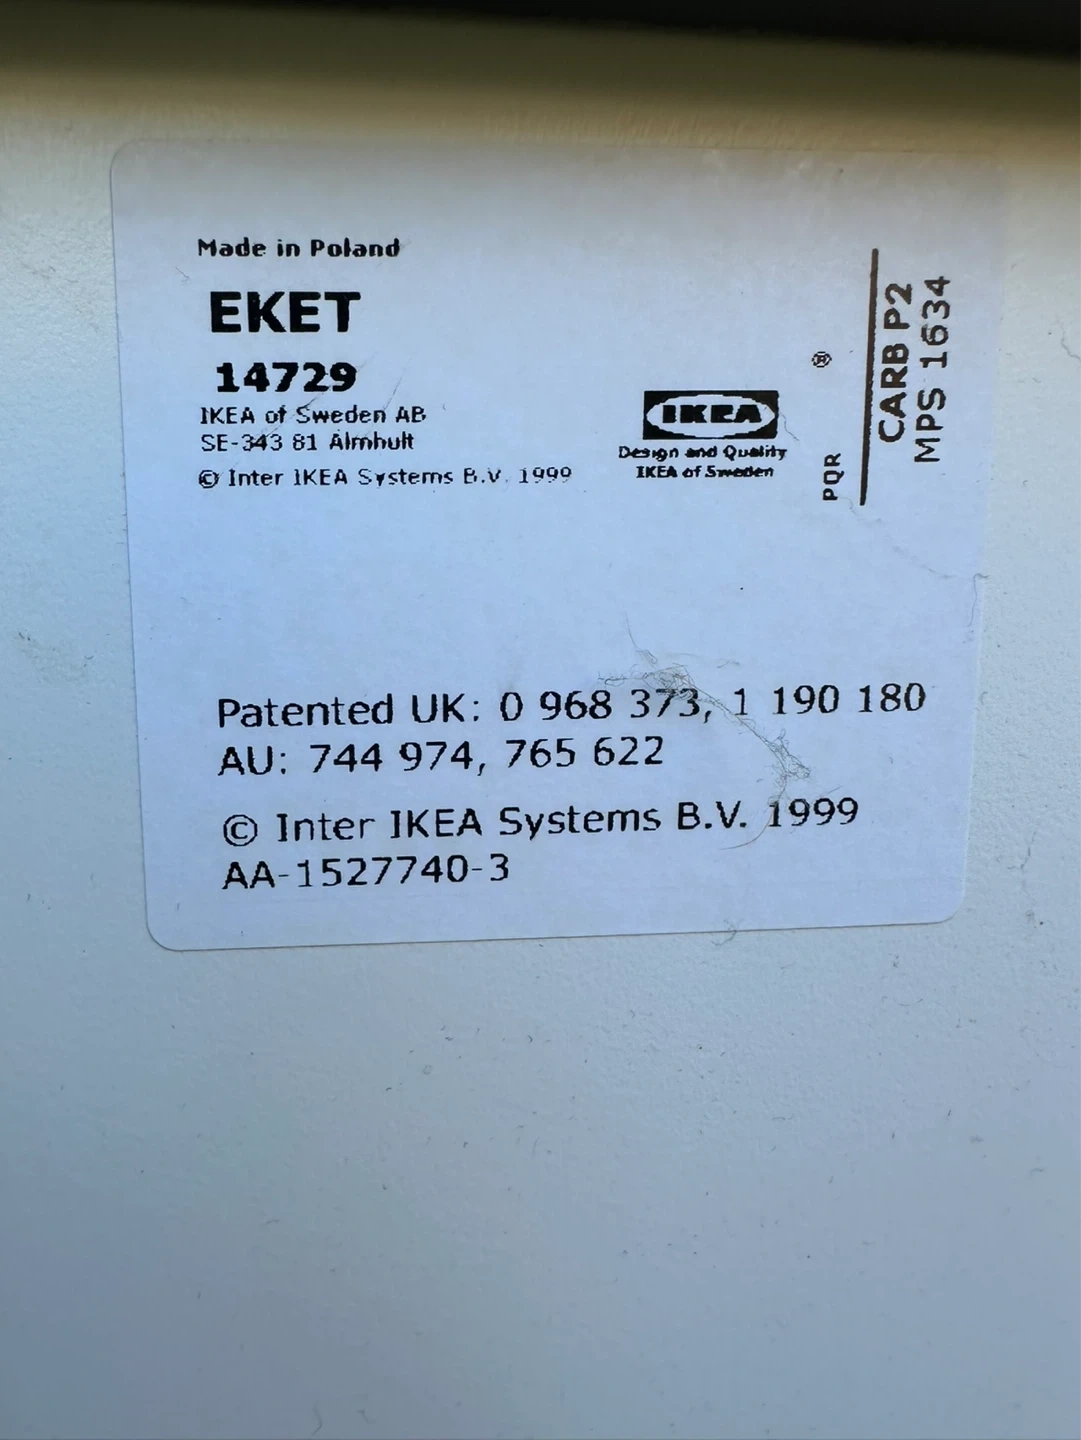 Made in Poland
EKET
14729
IKEA of Sweden AB
SE-343 81 Älmhult
© Inter IKEA Systems B.V. 1999
IKEA
®
Design and Quality
IKEA of Sweden
PQR
CARB P2
MPS 1634
Patented UK: 0 968 373, 1 190 180
AU: 744 974, 765 622
© Inter IKEA Systems B.V. 1999
AA-1527740-3